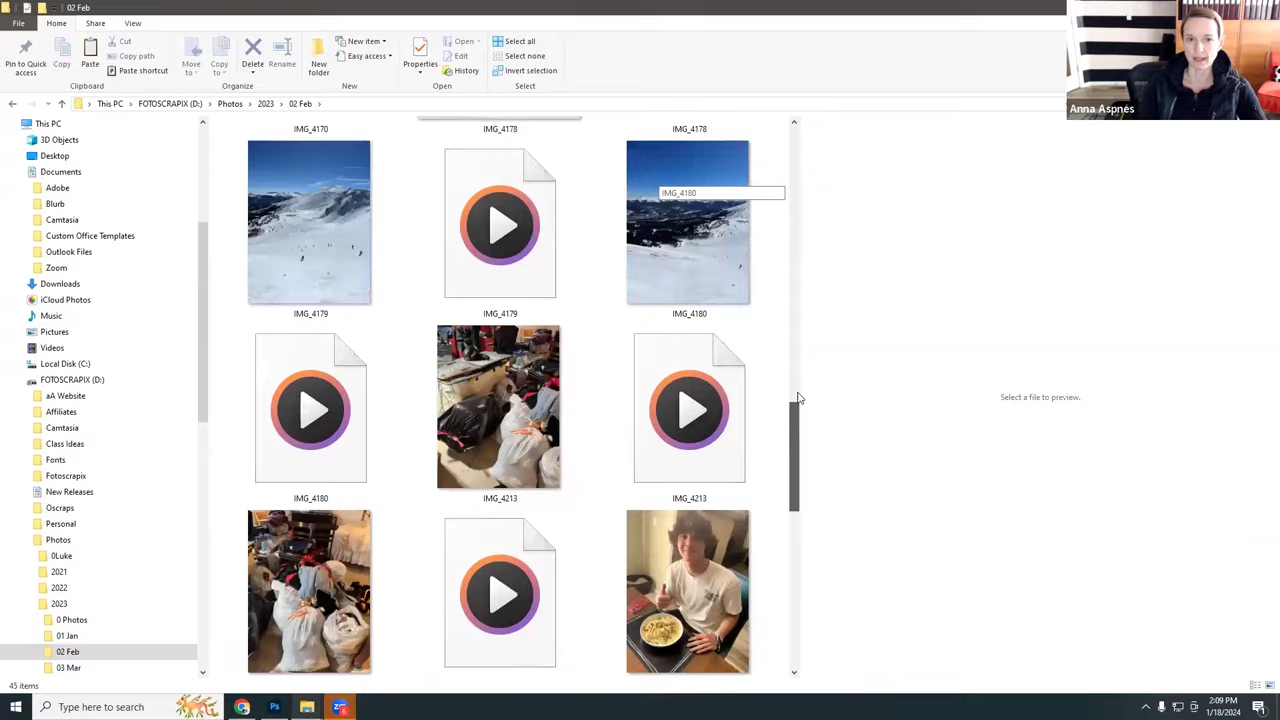 02 Feb
File Home Share View
Pin to Quick access
Copy
Paste
Cut
Copy path
Paste shortcut
Clipboard
Move to
Copy to
Delete
Rename
Organize
New folder
New item
Easy access
New
Properties
Open
Edit
History
Open
Select all
Select none
Invert selection
Select
Anna Aspnes
This PC > FOTOSCRAPIX (D:) > Photos > 2023 > 02 Feb >
This PC
3D Objects
Desktop
Documents
Adobe
Blurb
Camtasia
Custom Office Templates
Outlook Files
Zoom
Downloads
iCloud Photos
Music
Pictures
Videos
Local Disk (C:)
FOTOSCRAPIX (D:)
aA Website
Affiliates
Camtasia
Class Ideas
Fonts
Fotoscrapix
New Releases
Oscraps
Personal
Photos
0Luke
2021
2022
2023
0 Photos
01 Jan
02 Feb
03 Mar
IMG_4170 IMG_4178 IMG_4178
IMG_4180
IMG_4179 IMG_4179 IMG_4180
IMG_4180 IMG_4213 IMG_4213
Select a file to preview.
45 items
Type here to search
Ps
2:09 PM
1/18/2024